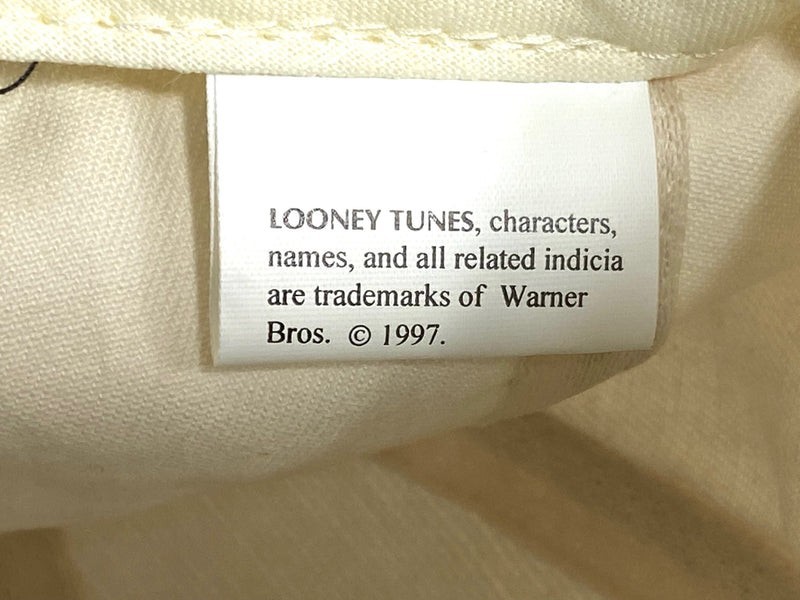 LOONEY TUNES, characters,
names, and all related indicia
are trademarks of Warner
Bros. © 1997.